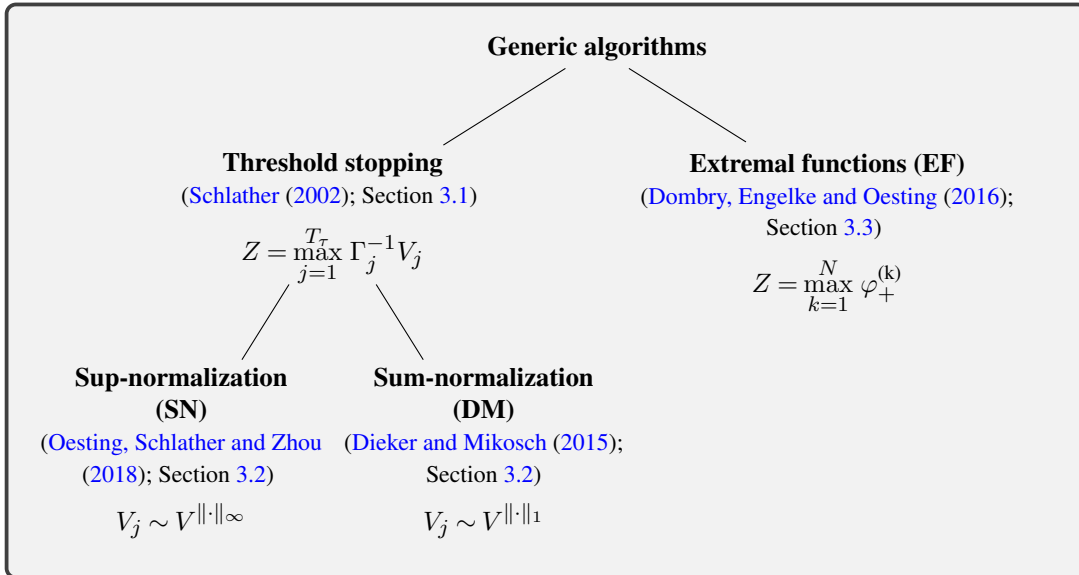 Generic algorithms
Threshold stopping
(Schlather (2002); Section 3.1)
Z = max_{j=1}^{T_τ} Γ_j^{-1} V_j
Extremal functions (EF)
(Dombry, Engelke and Oesting (2016);
Section 3.3)
Z = max_{k=1}^{N} φ_+^{(k)}
Sup-normalization
(SN)
(Oesting, Schlather and Zhou
(2018); Section 3.2)
V_j ∼ V^{‖·‖_∞}
Sum-normalization
(DM)
(Dieker and Mikosch (2015);
Section 3.2)
V_j ∼ V^{‖·‖_1}